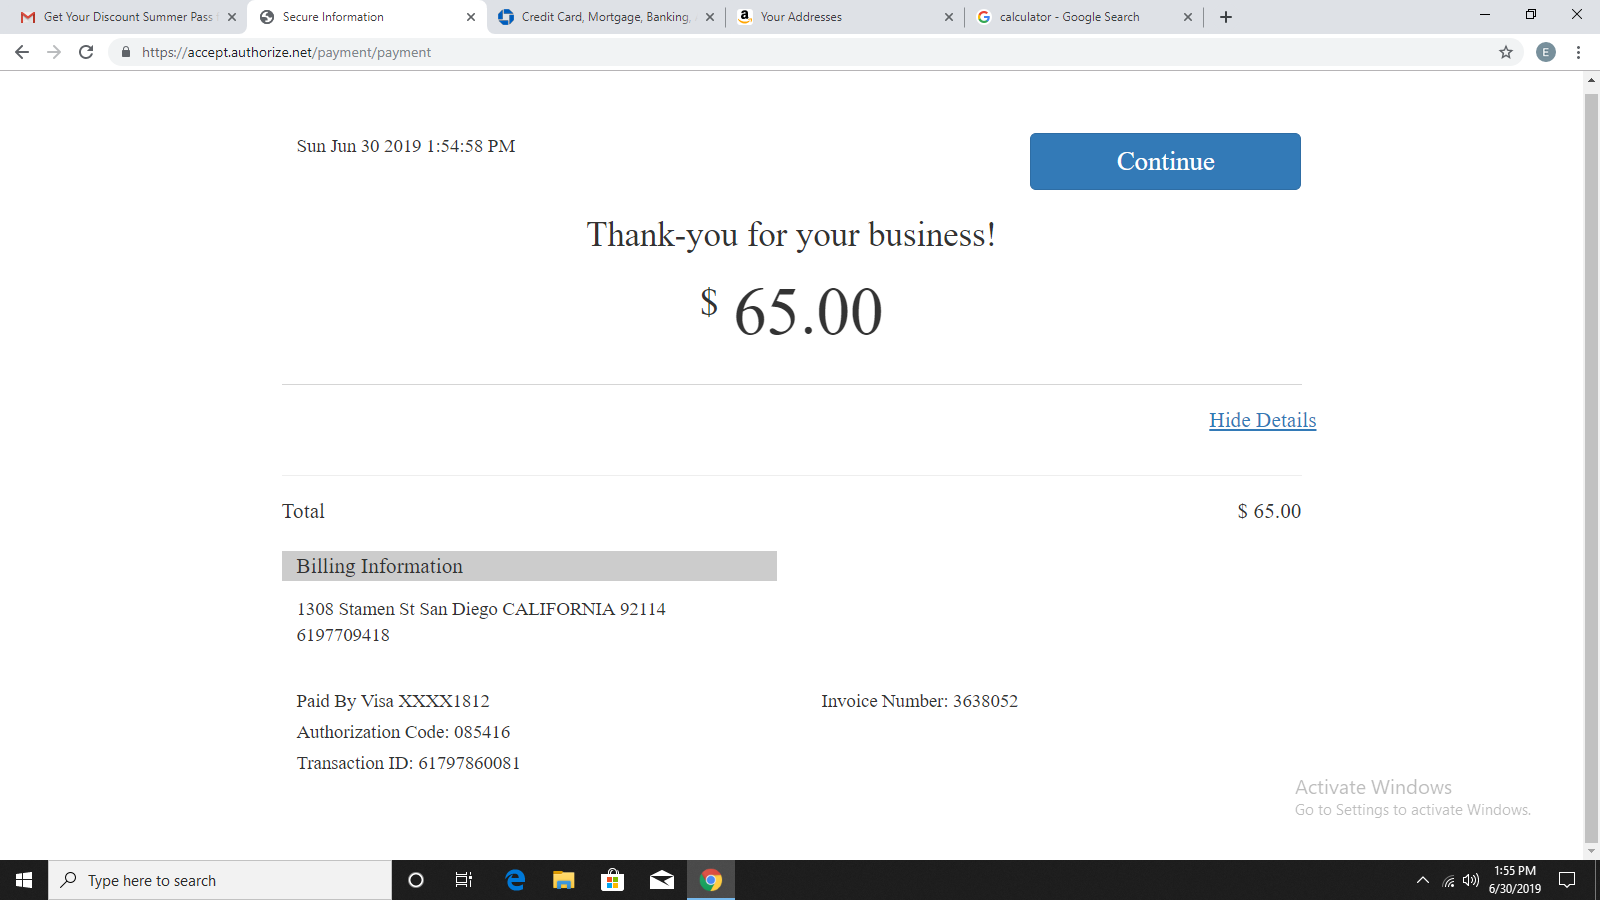 Get Your Discount Summer Pass
Secure Information
Credit Card, Mortgage, Banking,
Your Addresses
calculator - Google Search
https://accept.authorize.net/payment/payment
E
Sun Jun 30 2019 1:54:58 PM
Continue
Thank-you for your business!
$ 65.00
Hide Details
Total $ 65.00
Billing Information
1308 Stamen St San Diego CALIFORNIA 92114
6197709418
Paid By Visa XXXX1812 Invoice Number: 3638052
Authorization Code: 085416
Transaction ID: 61797860081
Activate Windows
Go to Settings to activate Windows.
Type here to search
1:55 PM
6/30/2019